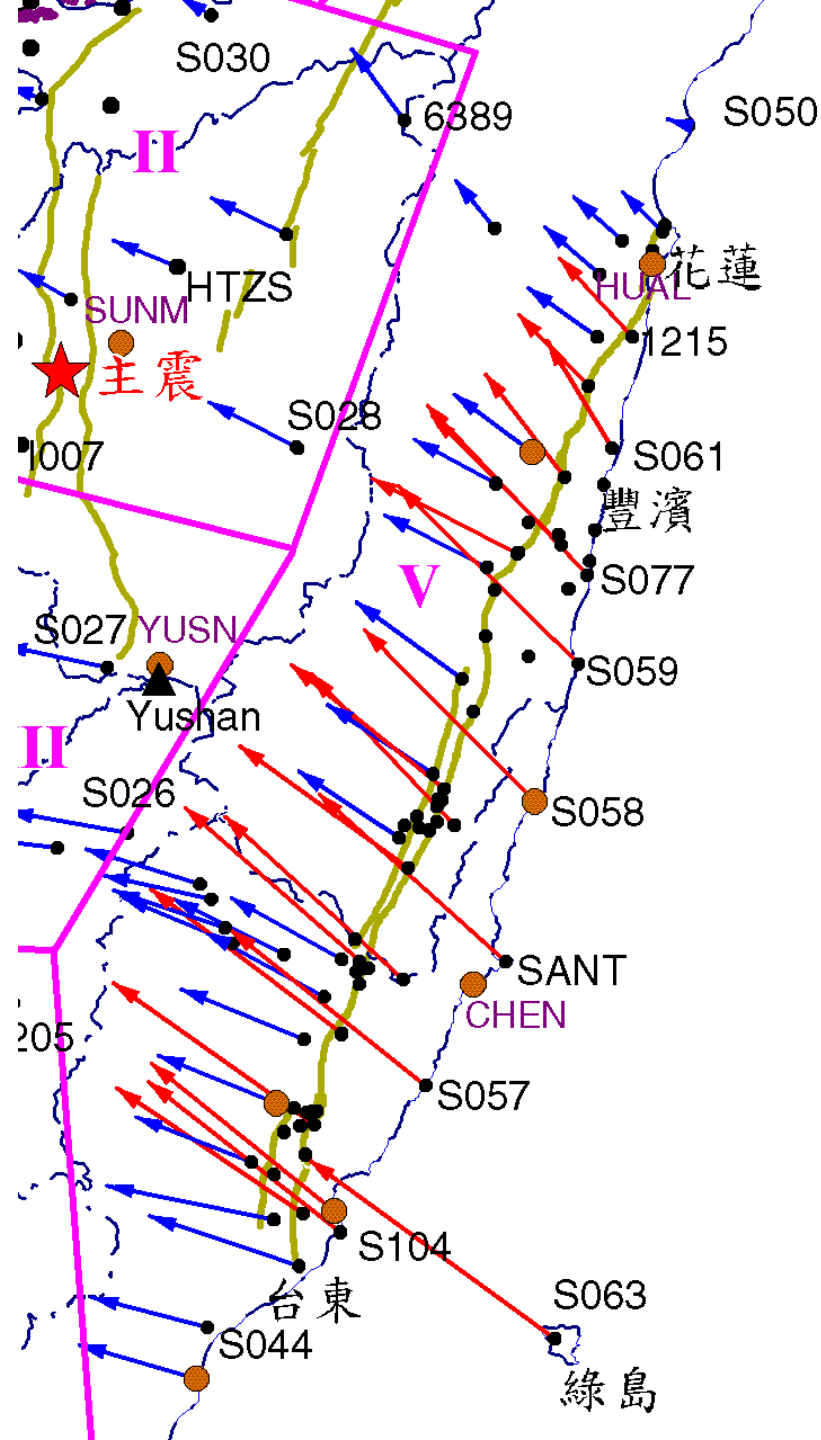 S030
6389
S050
II
花蓮
HTZS
HUAL
SUNM
1215
主震
S028
I007
S061
豐濱
V
S077
S027
YUSN
S059
Yushan
II
S026
S058
SANT
CHEN
205
S057
S104
S063
台東
S044
綠島